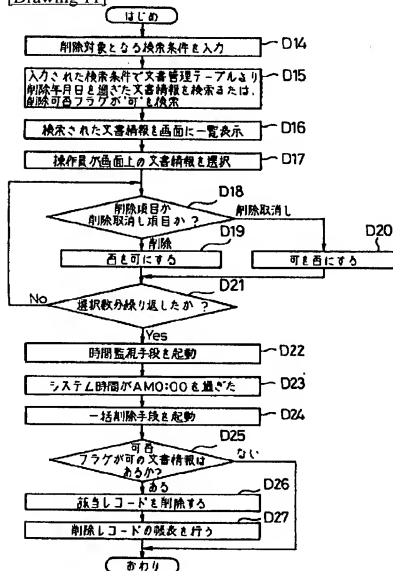 [Drawing 11]
はじめ
削除対象となる検索条件を入力
D14
入力された検索条件で文書管理テーブルより
削除年月日を過ぎた文書情報を検索または、
削除可否フラグが"可"を検索
D15
検索された文書情報を画面に一覧表示
D16
操作員が画面上の文書情報を選択
D17
D18
削除項目か
削除取消し項目か?
削除取消し
削除
D19
否を可にする
D20
可を否にする
D21
選択数分繰り返したか?
No
Yes
時間監視手段を起動
D22
システム時間がAM0:00を過ぎた
D23
一括削除手段を起動
D24
D25
可否
フラグが可の文書情報は
あるか?
ない
ある
D26
該当レコードを削除する
D27
削除レコードの帳表を行う
おわり